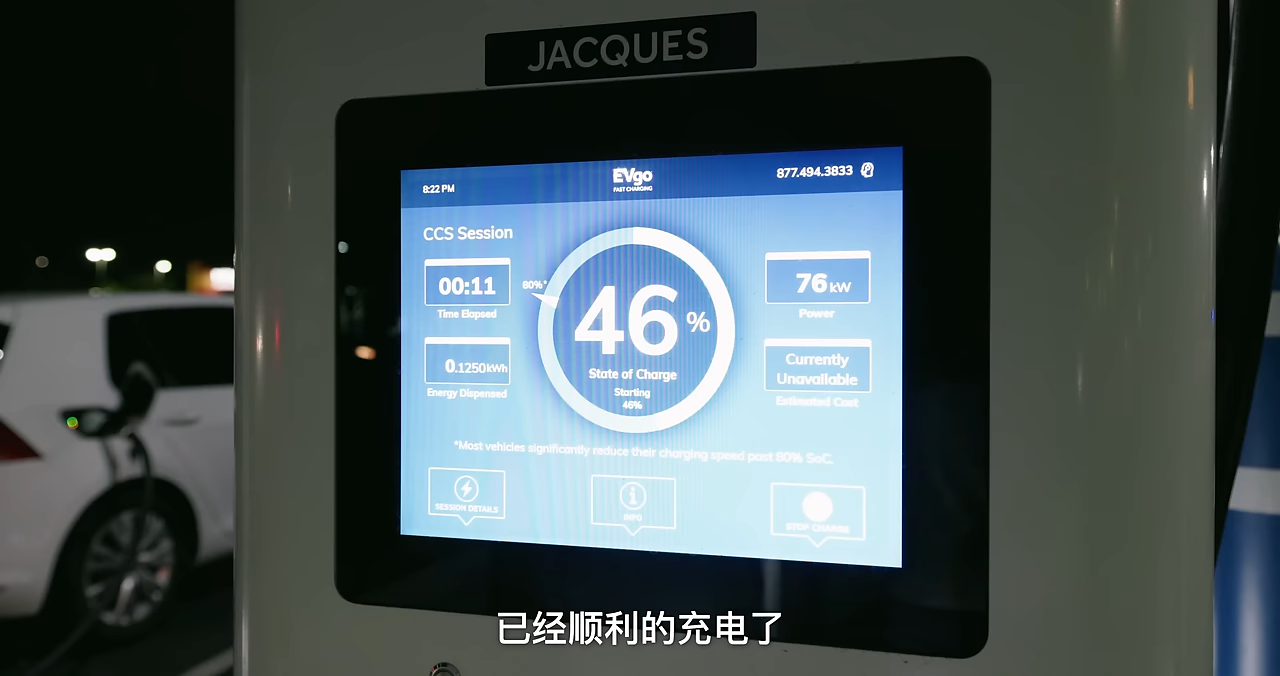 JACQUES
8:22 PM
EVgo
FAST CHARGING
877.494.3833
CCS Session
00:11
Time Elapsed
0.1250kWh
Energy Dispensed
80%*
46%
State of Charge
Starting
46%
76 kW
Power
Currently
Unavailable
Estimated Cost
*Most vehicles significantly reduce their charging speed past 80% SoC.
SESSION DETAILS
INFO
STOP CHARGE
已经顺利的充电了